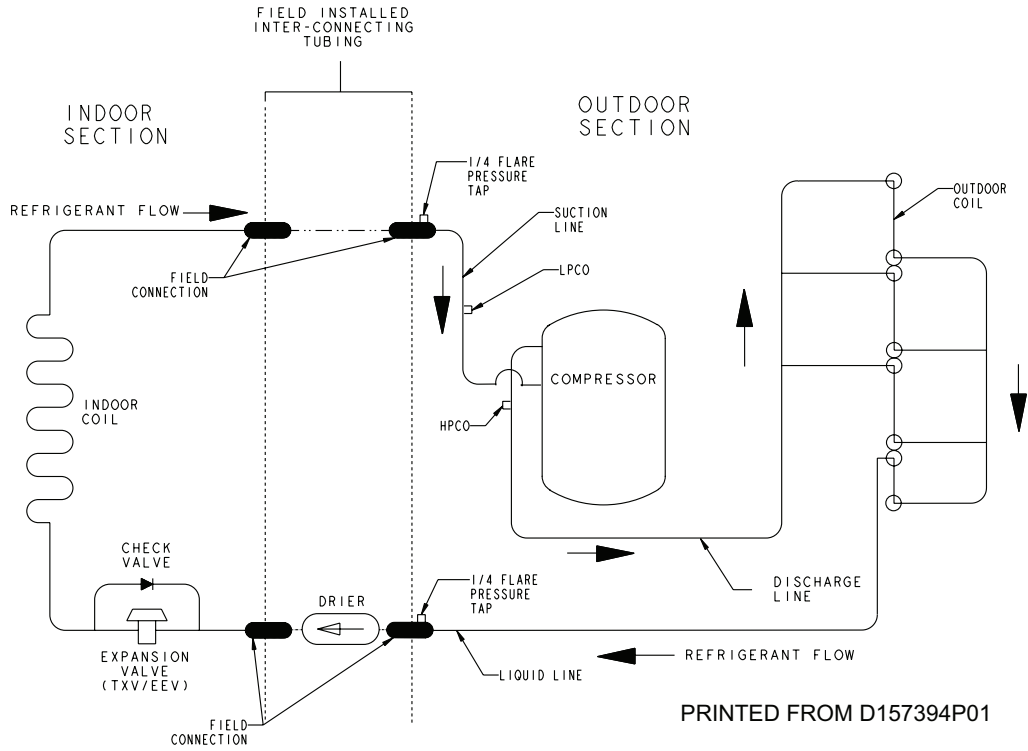 FIELD INSTALLED
INTER-CONNECTING
TUBING
INDOOR
SECTION
OUTDOOR
SECTION
1/4 FLARE
PRESSURE
TAP
REFRIGERANT FLOW
SUCTION
LINE
OUTDOOR
COIL
FIELD
CONNECTION
LPCO
COMPRESSOR
INDOOR
COIL
HPCO
CHECK
VALVE
DRIER
1/4 FLARE
PRESSURE
TAP
DISCHARGE
LINE
EXPANSION
VALVE
(TXV/EEV)
LIQUID LINE
REFRIGERANT FLOW
FIELD
CONNECTION
PRINTED FROM D157394P01